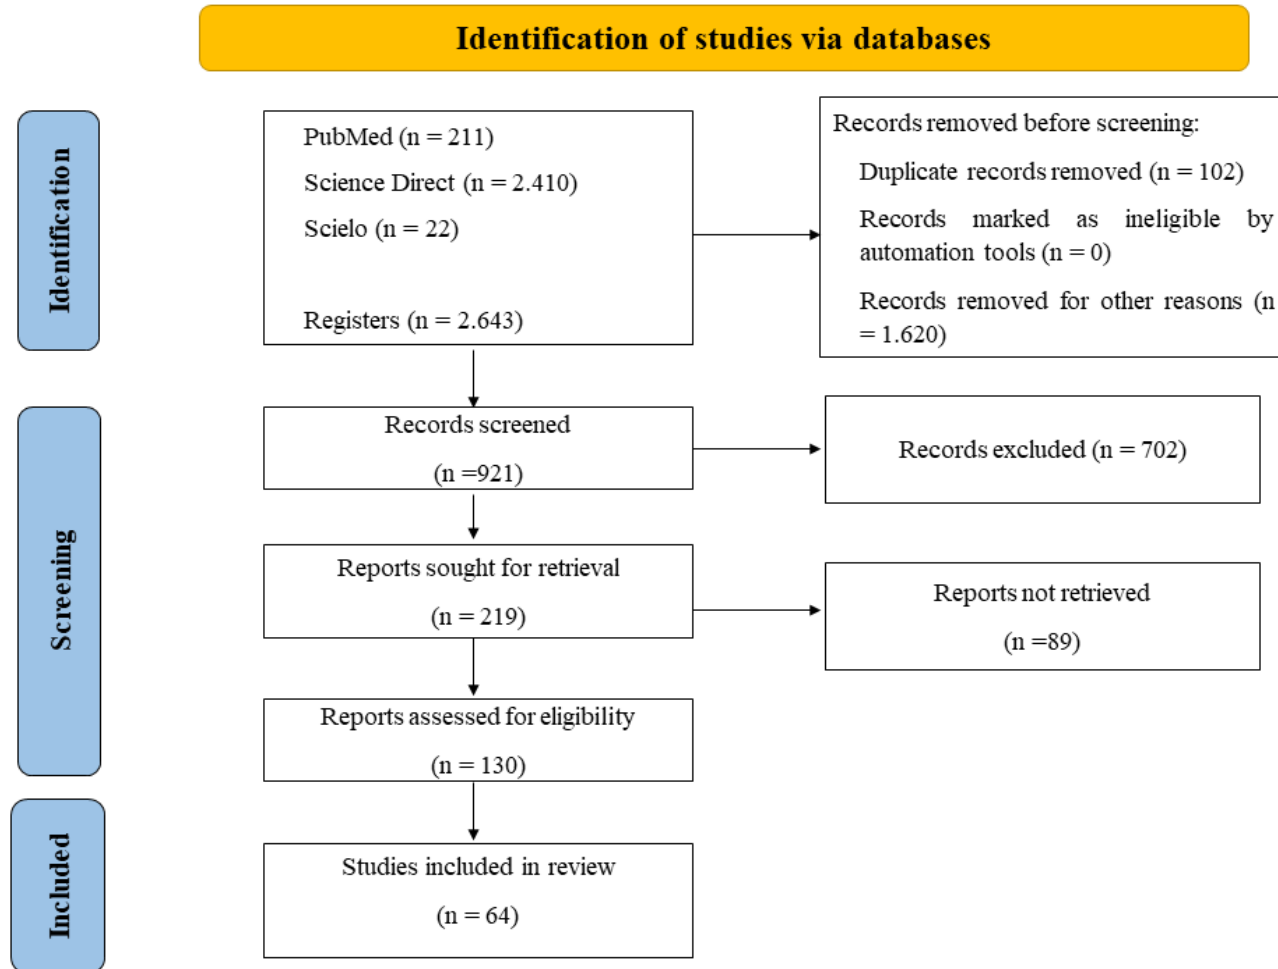 Identification of studies via databases
Identification
PubMed (n = 211)
Science Direct (n = 2.410)
Scielo (n = 22)
Registers (n = 2.643)
Records removed before screening:
Duplicate records removed (n = 102)
Records marked as ineligible by
automation tools (n = 0)
Records removed for other reasons (n
= 1.620)
Screening
Records screened
(n =921)
Records excluded (n = 702)
Reports sought for retrieval
(n = 219)
Reports not retrieved
(n =89)
Reports assessed for eligibility
(n = 130)
Included
Studies included in review
(n = 64)